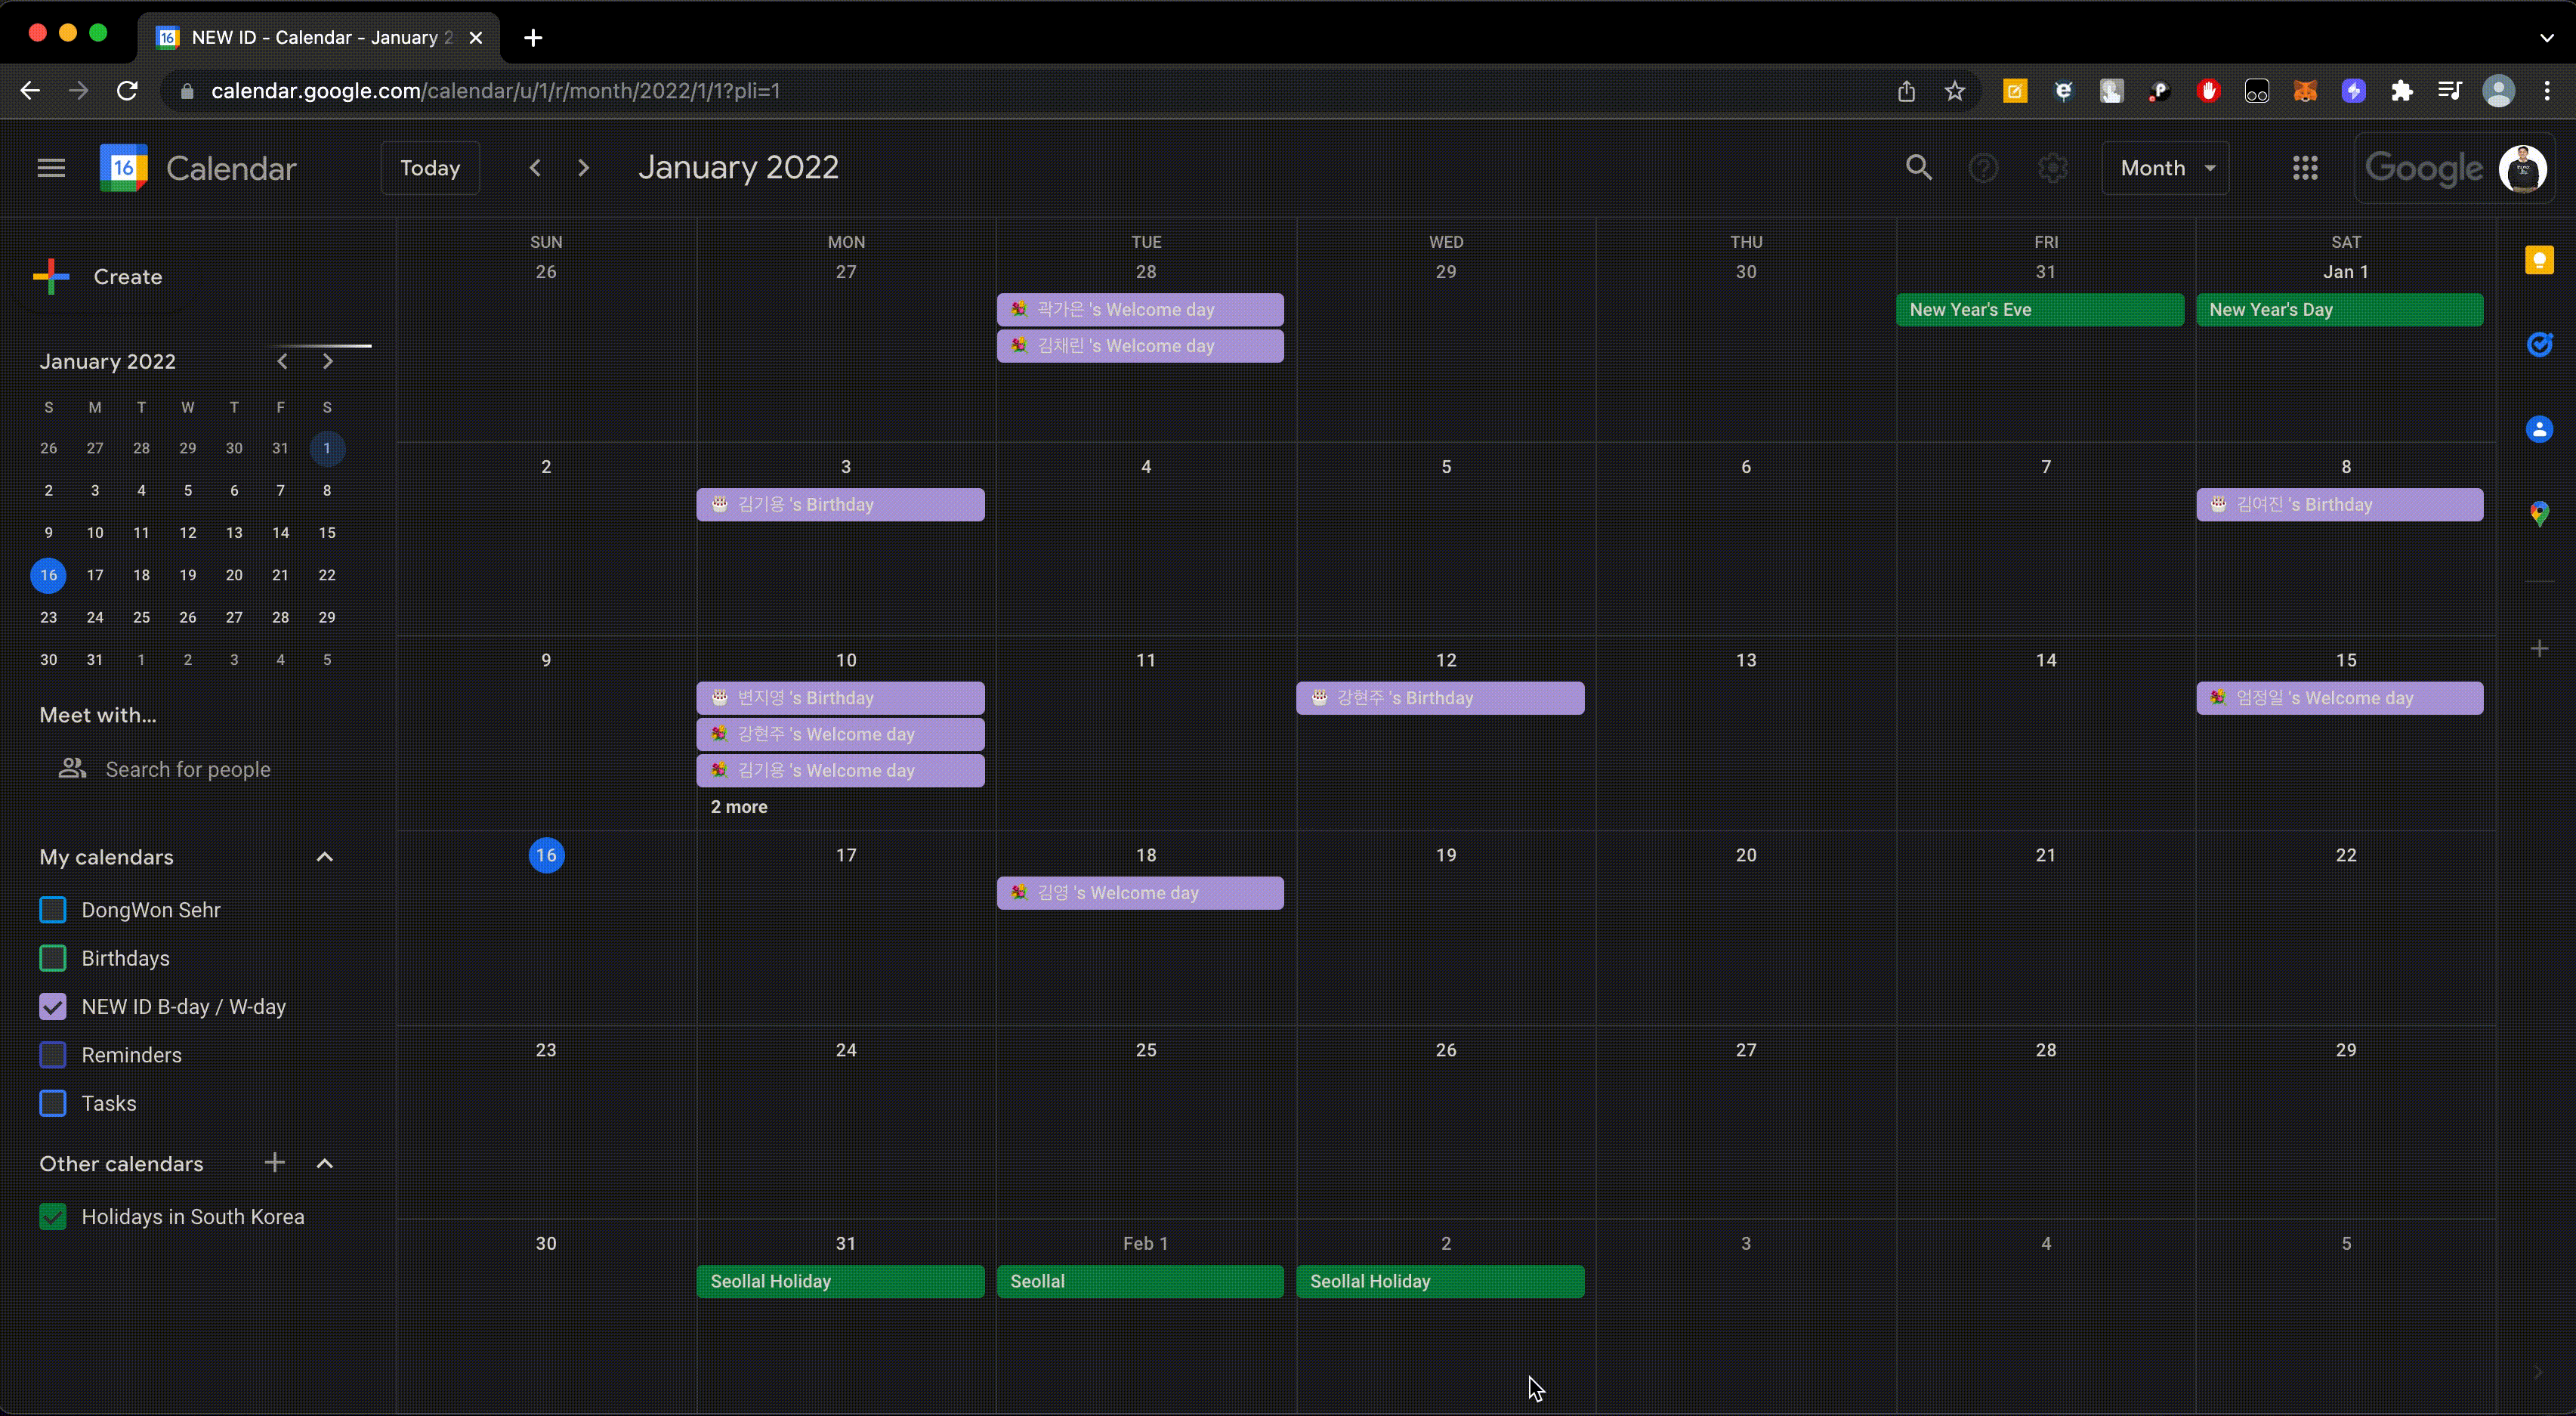 NEW ID - Calendar - January 2
calendar.google.com/calendar/u/1/r/month/2022/1/1?pli=1
16 Calendar
Today
January 2022
Month
Google
Create
January 2022
S M T W T F S
26 27 28 29 30 31 1
2 3 4 5 6 7 8
9 10 11 12 13 14 15
16 17 18 19 20 21 22
23 24 25 26 27 28 29
30 31 1 2 3 4 5
Meet with...
Search for people
My calendars
DongWon Sehr
Birthdays
NEW ID B-day / W-day
Reminders
Tasks
Other calendars
Holidays in South Korea
SUN MON TUE WED THU FRI SAT
26 27 28 29 30 31 Jan 1
곽가은 's Welcome day
김채린 's Welcome day
New Year's Eve
New Year's Day
2 3 4 5 6 7 8
김기용 's Birthday
김여진 's Birthday
9 10 11 12 13 14 15
변지영 's Birthday
강현주 's Welcome day
김기용 's Welcome day
2 more
강현주 's Birthday
엄정일 's Welcome day
16 17 18 19 20 21 22
김영 's Welcome day
23 24 25 26 27 28 29
30 31 Feb 1 2 3 4 5
Seollal Holiday
Seollal
Seollal Holiday